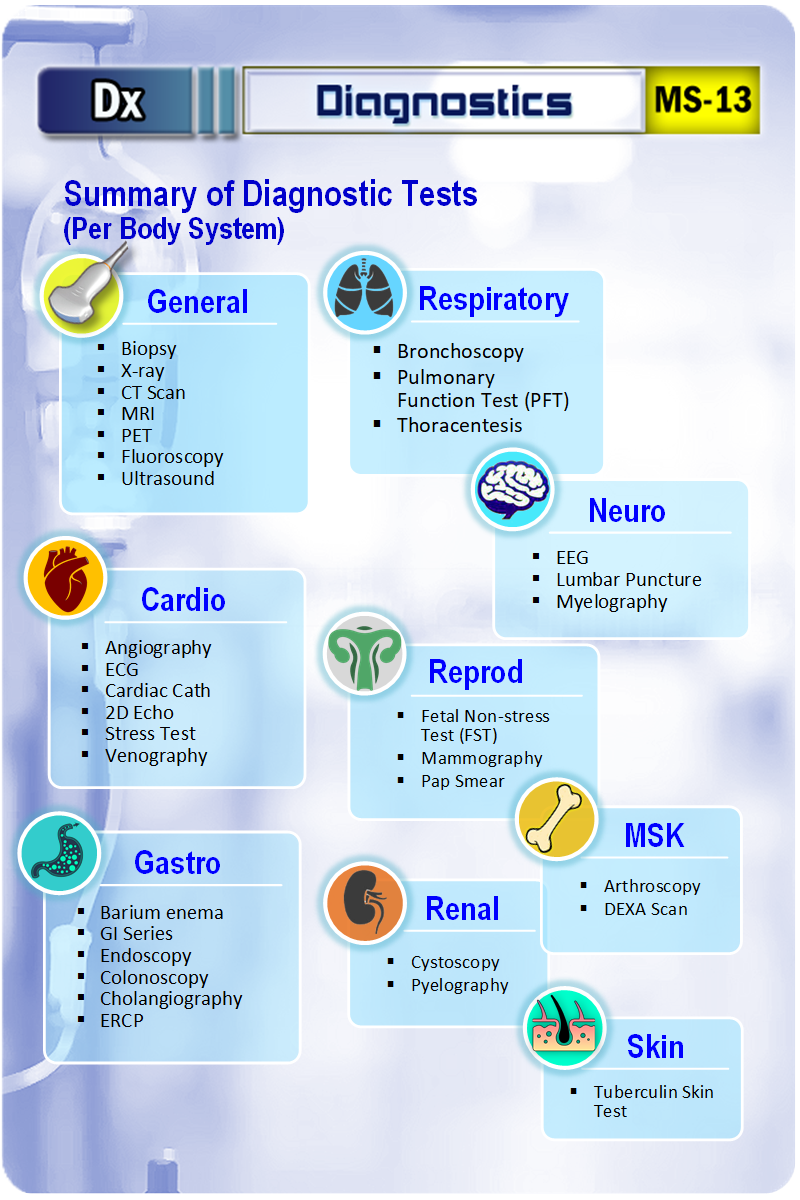 Dx
Diagnostics
MS-13
Summary of Diagnostic Tests
(Per Body System)
General
▪ Biopsy
▪ X-ray
▪ CT Scan
▪ MRI
▪ PET
▪ Fluoroscopy
▪ Ultrasound
Respiratory
▪ Bronchoscopy
▪ Pulmonary
Function Test (PFT)
▪ Thoracentesis
Neuro
▪ EEG
▪ Lumbar Puncture
▪ Myelography
Cardio
▪ Angiography
▪ ECG
▪ Cardiac Cath
▪ 2D Echo
▪ Stress Test
▪ Venography
Reprod
▪ Fetal Non-stress
Test (FST)
▪ Mammography
▪ Pap Smear
MSK
▪ Arthroscopy
▪ DEXA Scan
Gastro
▪ Barium enema
▪ GI Series
▪ Endoscopy
▪ Colonoscopy
▪ Cholangiography
▪ ERCP
Renal
▪ Cystoscopy
▪ Pyelography
Skin
▪ Tuberculin Skin
Test